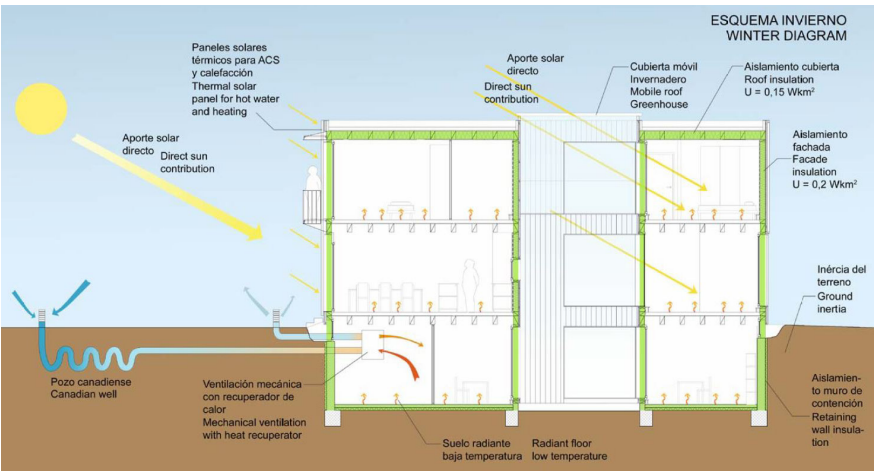 ESQUEMA INVIERNO
WINTER DIAGRAM
Paneles solares
térmicos para ACS
y calefacción
Thermal solar
panel for hot water
and heating
Aporte solar
directo
Direct sun
contribution
Cubierta móvil
Invernadero
Mobile roof
Greenhouse
Aislamiento cubierta
Roof insulation
U = 0,15 Wkm²
Aporte solar
directo
Direct sun
contribution
Aislamiento
fachada
Facade
insulation
U = 0,2 Wkm²
Inércia del
terreno
Ground
inertia
Pozo canadiense
Canadian well
Ventilación mecánica
con recuperador de
calor
Mechanical ventilation
with heat recuperator
Aislamien-
to muro de
contención
Retaining
wall insula-
tion
Suelo radiante
baja temperatura
Radiant floor
low temperature